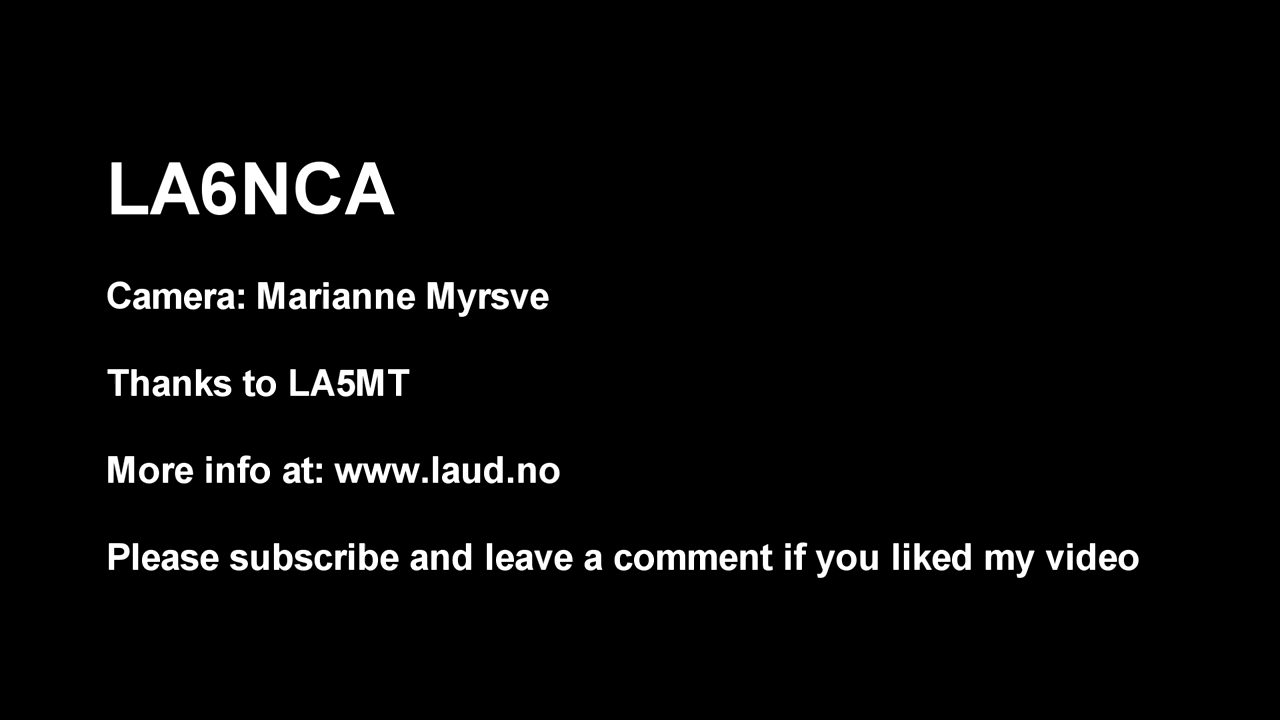 LA6NCA
Camera: Marianne Myrsve
Thanks to LA5MT
More info at: www.laud.no
Please subscribe and leave a comment if you liked my video